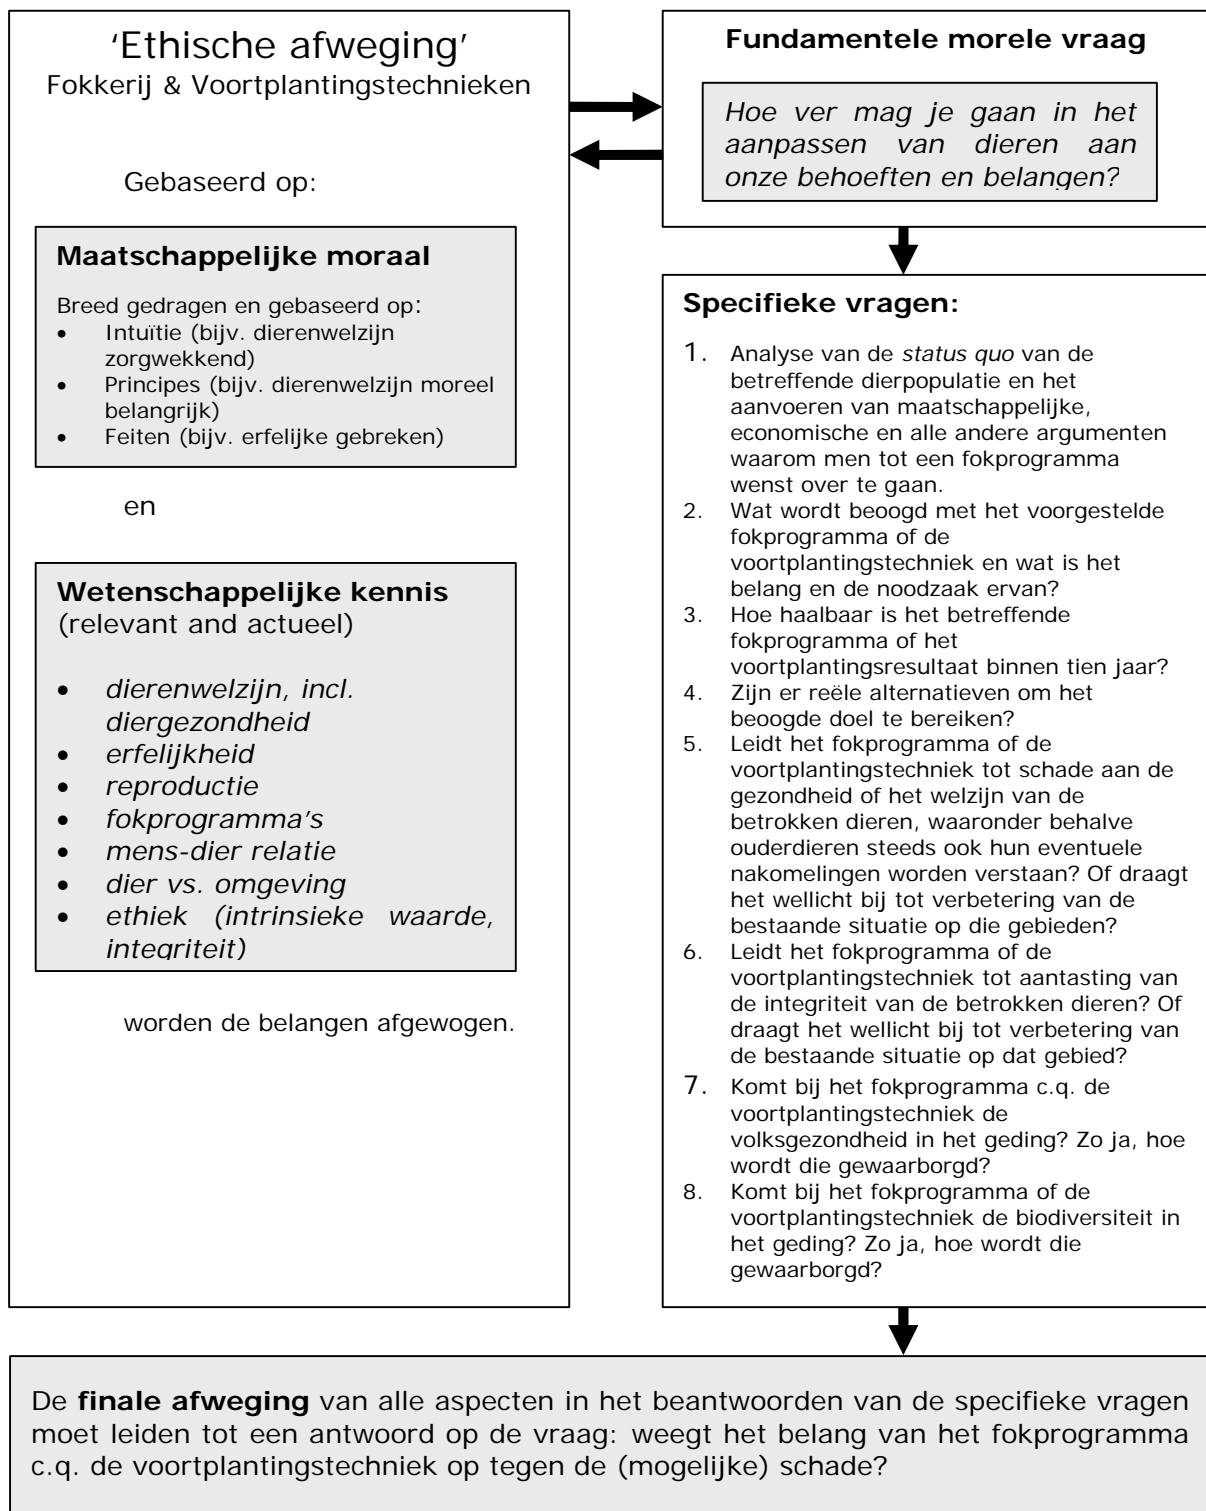 ‘Ethische afweging’
Fokkerij & Voortplantingstechnieken
Gebaseerd op:
Maatschappelijke moraal
Breed gedragen en gebaseerd op:
• Intuïtie (bijv. dierenwelzijn
zorgwekkend)
• Principes (bijv. dierenwelzijn moreel
belangrijk)
• Feiten (bijv. erfelijke gebreken)
en
Wetenschappelijke kennis
(relevant and actueel)
• dierenwelzijn, incl.
diergezondheid
• erfelijkheid
• reproductie
• fokprogramma's
• mens-dier relatie
• dier vs. omgeving
• ethiek (intrinsieke waarde,
integriteit)
worden de belangen afgewogen.
Fundamentele morele vraag
Hoe ver mag je gaan in het
aanpassen van dieren aan
onze behoeften en belangen?
Specifieke vragen:
1. Analyse van de status quo van de
betreffende dierpopulatie en het
aanvoeren van maatschappelijke,
economische en alle andere argumenten
waarom men tot een fokprogramma
wenst over te gaan.
2. Wat wordt beoogd met het voorgestelde
fokprogramma of de
voortplantingstechniek en wat is het
belang en de noodzaak ervan?
3. Hoe haalbaar is het betreffende
fokprogramma of het
voortplantingsresultaat binnen tien jaar?
4. Zijn er reële alternatieven om het
beoogde doel te bereiken?
5. Leidt het fokprogramma of de
voortplantingstechniek tot schade aan de
gezondheid of het welzijn van de
betrokken dieren, waaronder behalve
ouderdieren steeds ook hun eventuele
nakomelingen worden verstaan? Of draagt
het wellicht bij tot verbetering van de
bestaande situatie op die gebieden?
6. Leidt het fokprogramma of de
voortplantingstechniek tot aantasting van
de integriteit van de betrokken dieren? Of
draagt het wellicht bij tot verbetering van
de bestaande situatie op dat gebied?
7. Komt bij het fokprogramma c.q. de
voortplantingstechniek de
volksgezondheid in het geding? Zo ja, hoe
wordt die gewaarborgd?
8. Komt bij het fokprogramma of de
voortplantingstechniek de biodiversiteit in
het geding? Zo ja, hoe wordt die
gewaarborgd?
De finale afweging van alle aspecten in het beantwoorden van de specifieke vragen
moet leiden tot een antwoord op de vraag: weegt het belang van het fokprogramma
c.q. de voortplantingstechniek op tegen de (mogelijke) schade?